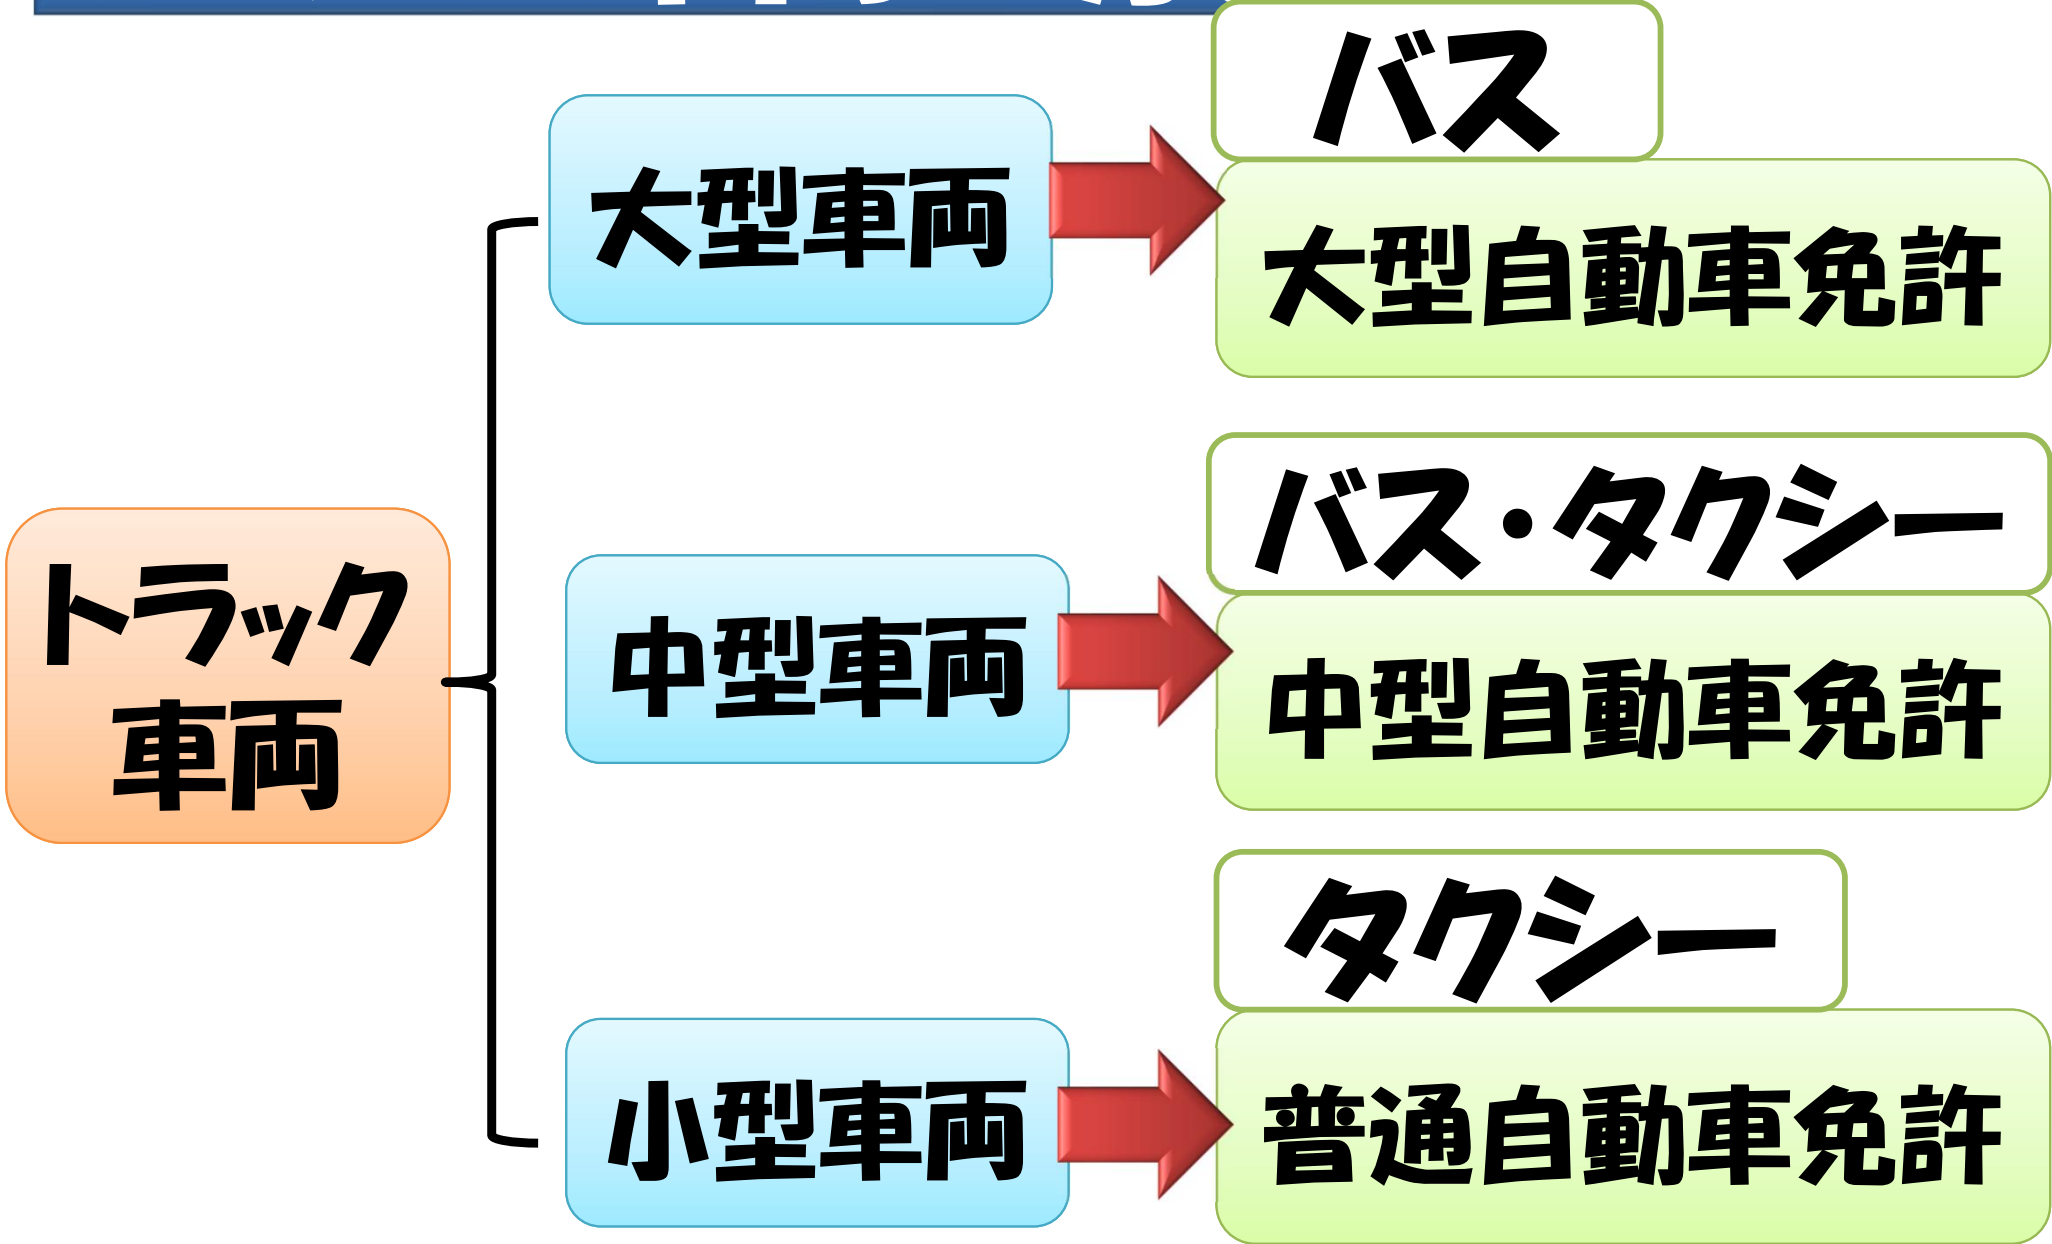 バス
大型車両
大型自動車免許
バス・タクシー
トラック
車両
中型車両
中型自動車免許
タクシー
小型車両
普通自動車免許